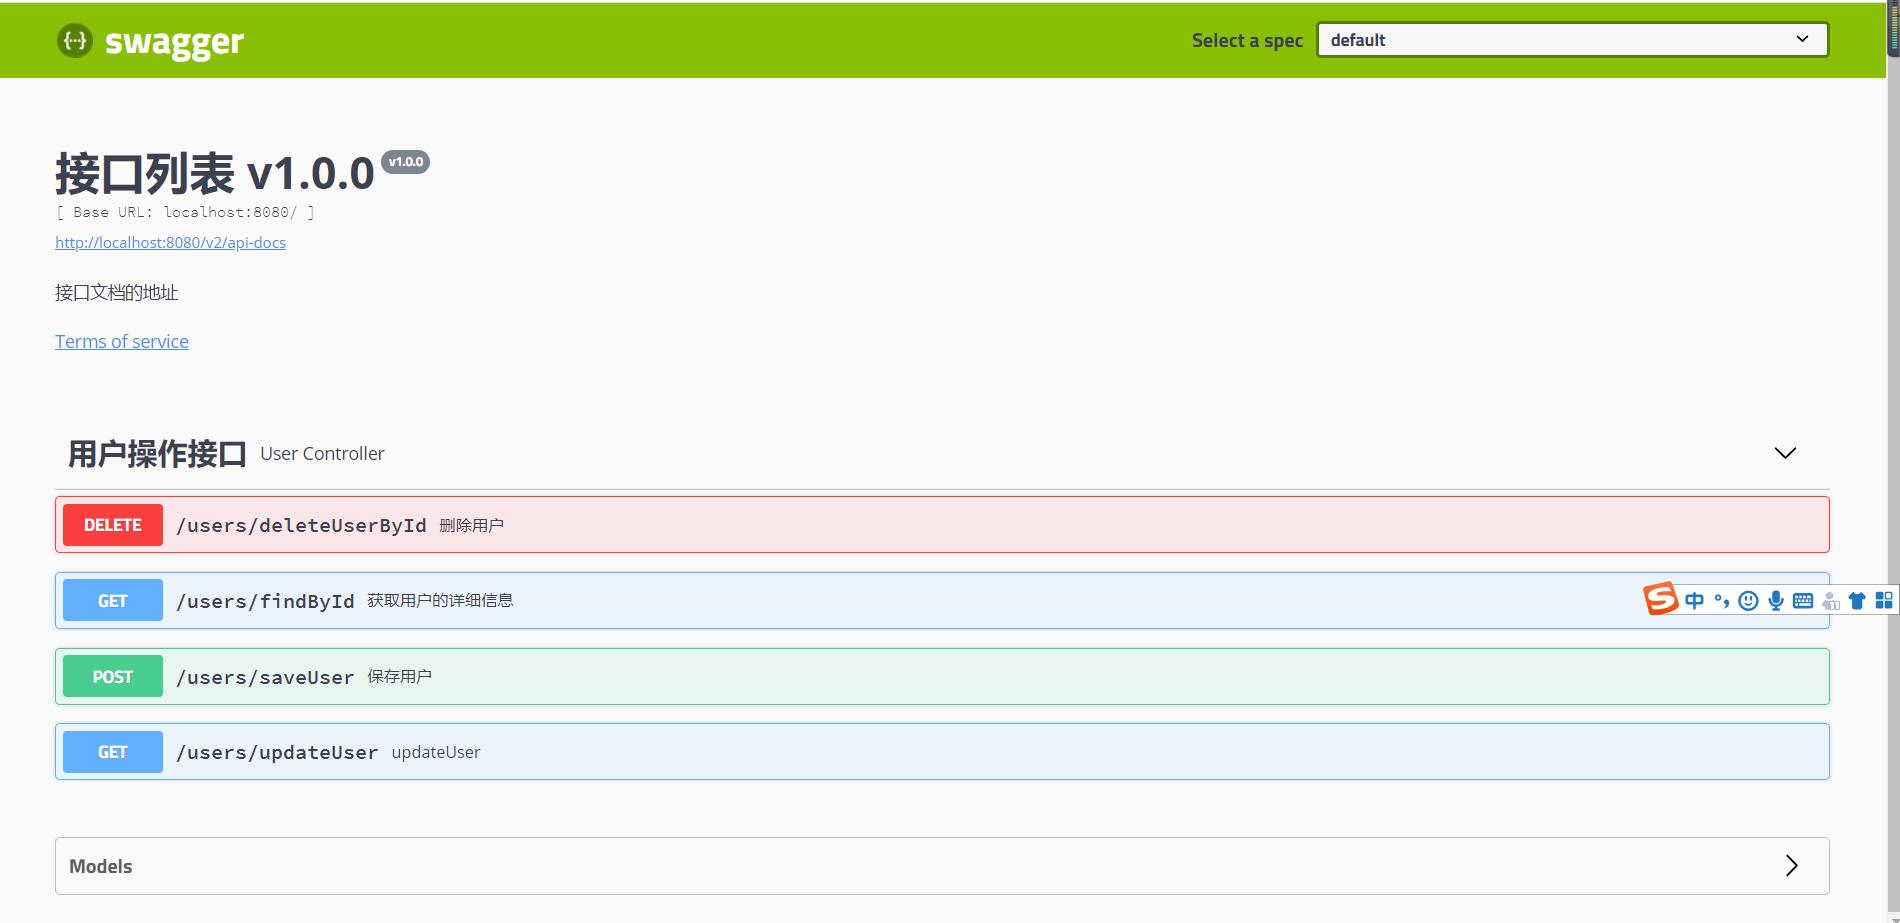 swagger
Select a spec
default
接口列表 v1.0.0
v1.0.0
[ Base URL: localhost:8080/ ]
http://localhost:8080/v2/api-docs
接口文档的地址
Terms of service
用户操作接口 User Controller
DELETE /users/deleteUserById 删除用户
GET /users/findById 获取用户的详细信息
中
POST /users/saveUser 保存用户
GET /users/updateUser updateUser
Models